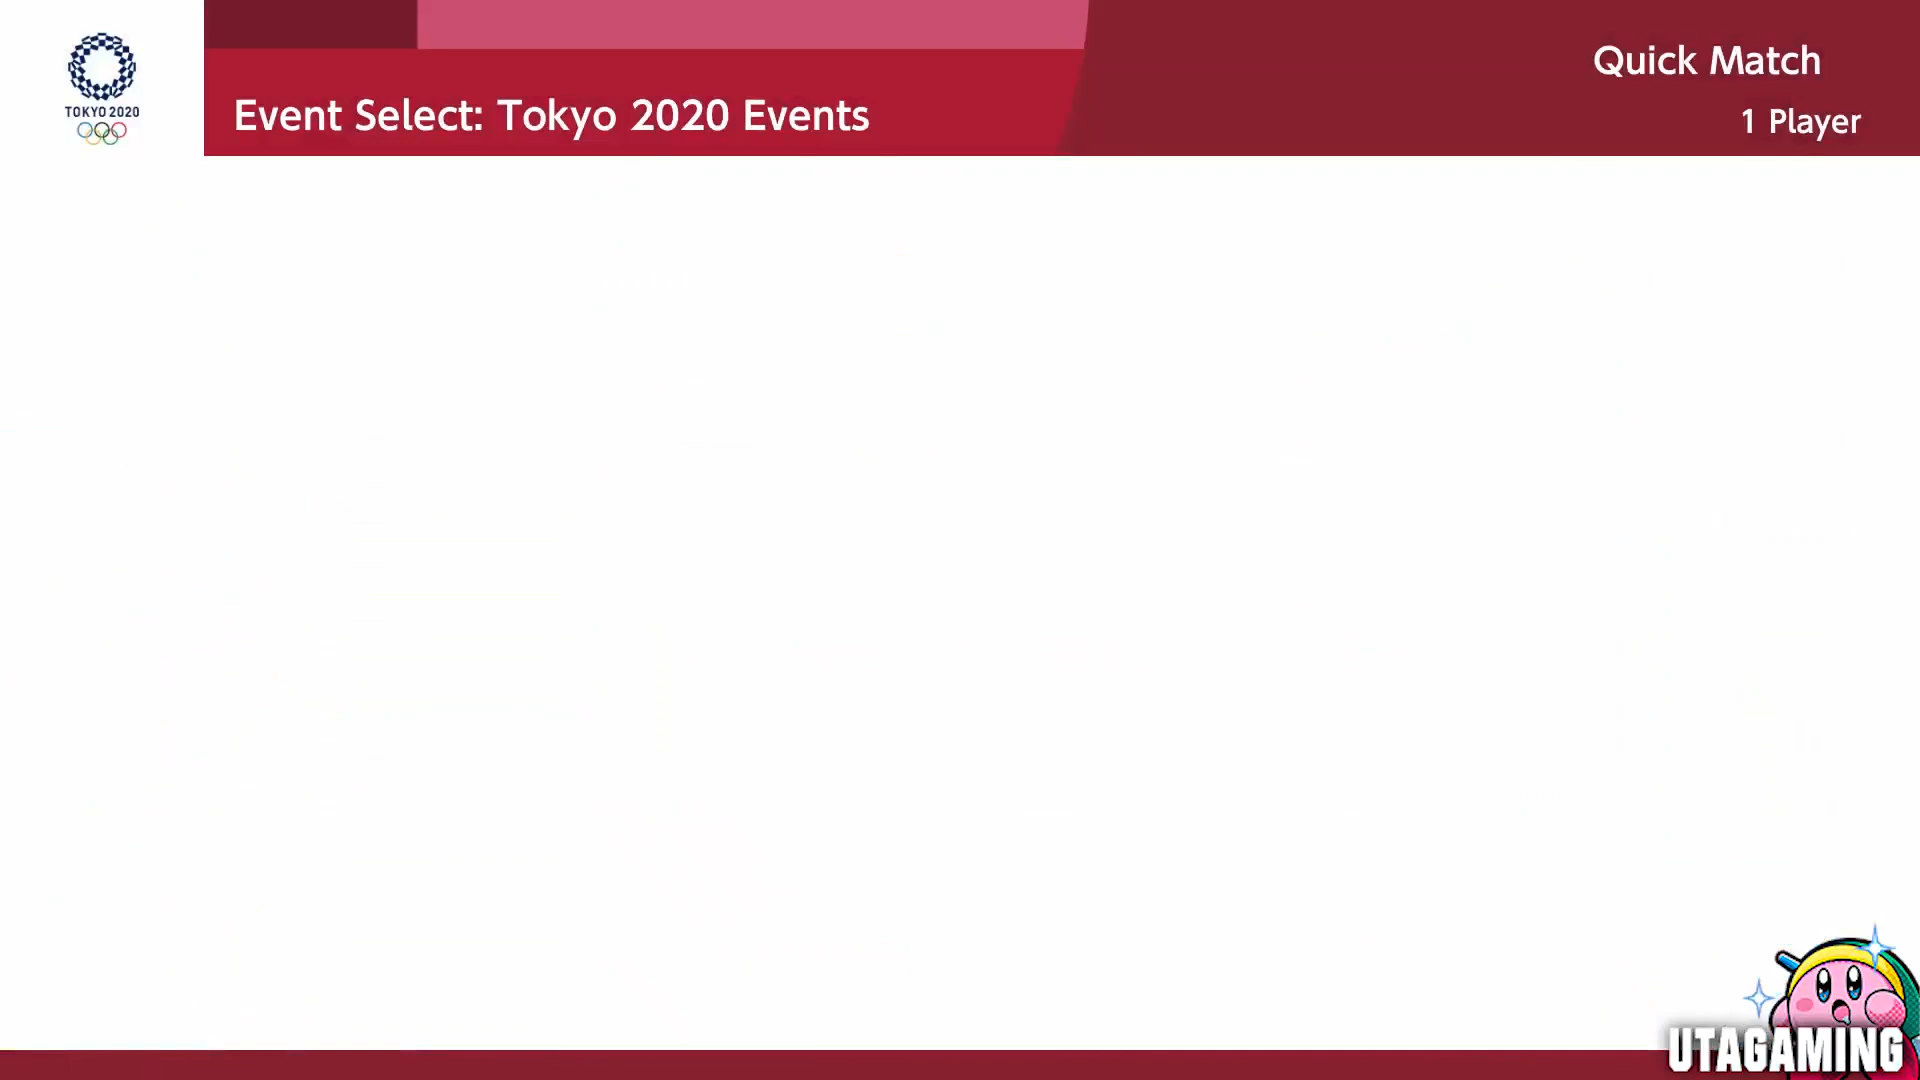 TOKYO 2020
Event Select: Tokyo 2020 Events
Quick Match
1 Player
UTAGAMING